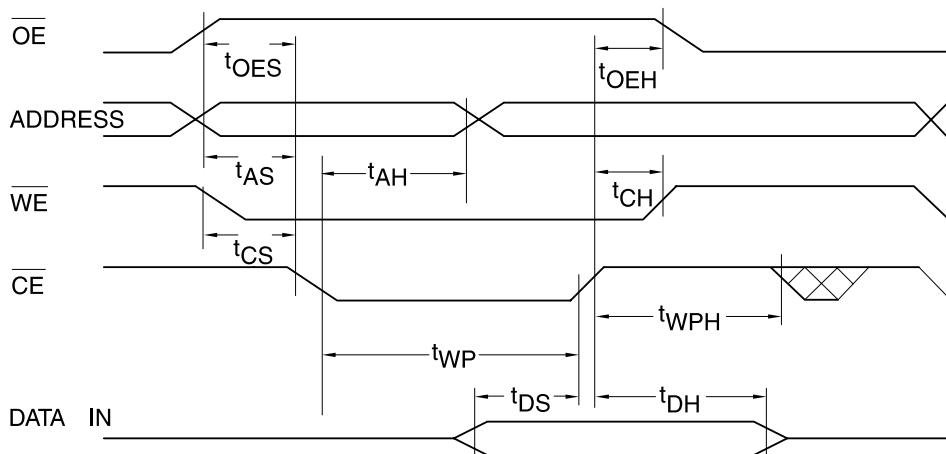 OE
tOES
tOEH
ADDRESS
tAS
tAH
WE
tCH
tCS
CE
tWPH
tWP
tDS
tDH
DATA IN